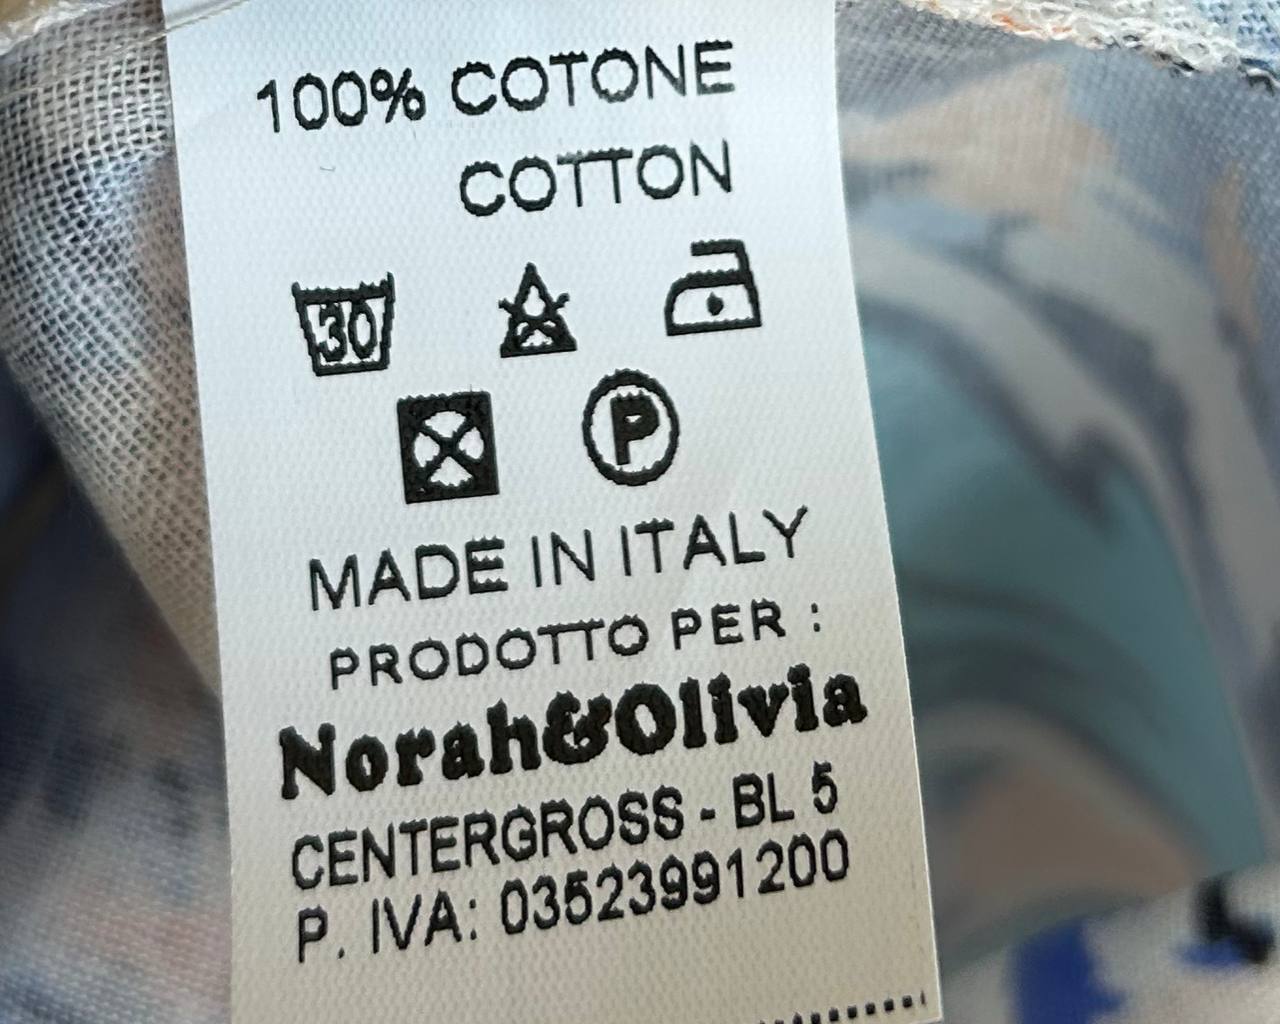 100% COTONE
COTTON
30
P
MADE IN ITALY
PRODOTTO PER :
Norah&Olivia
CENTERGROSS - BL 5
P. IVA: 03523991200